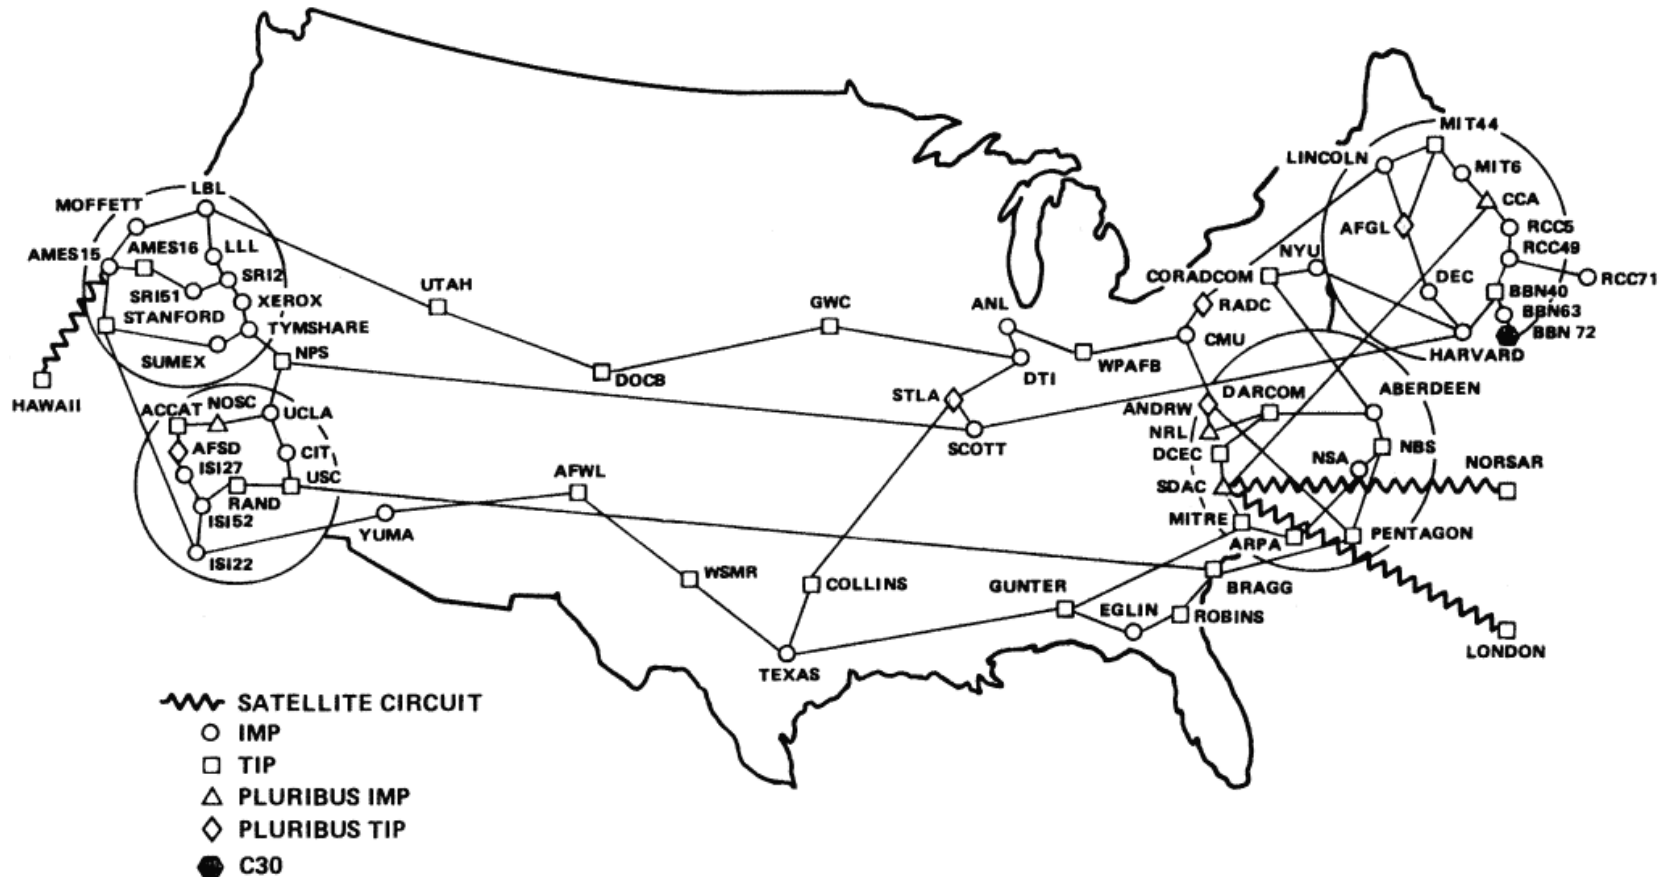 MIT44
LINCOLN
MIT6
LBL
CCA
MOFFETT
AFGL
RCC5
AMES16
LLL
RCC49
AMES15
NYU
SRI2
CORADCOM
DEC
RCC71
UTAH
SRI51
XEROX
GWC
ANL
RADC
BBN40
STANFORD
BBN63
TYMSHARE
CMU
BBN 72
NPS
HARVARD
SUMEX
WPAFB
DTI
DOCB
HAWAII
STLA
DARCOM
ABERDEEN
ACCAT
NOSC
UCLA
ANDRW
NRL
AFSD
CIT
SCOTT
DCEC
NSA
NBS
ISI27
AFWL
NORSAR
USC
SDAC
RAND
ISI52
MITRE
YUMA
ARPA
PENTAGON
ISI22
WSMR
COLLINS
GUNTER
BRAGG
EGLIN
ROBINS
LONDON
TEXAS
SATELLITE CIRCUIT
IMP
TIP
PLURIBUS IMP
PLURIBUS TIP
C30